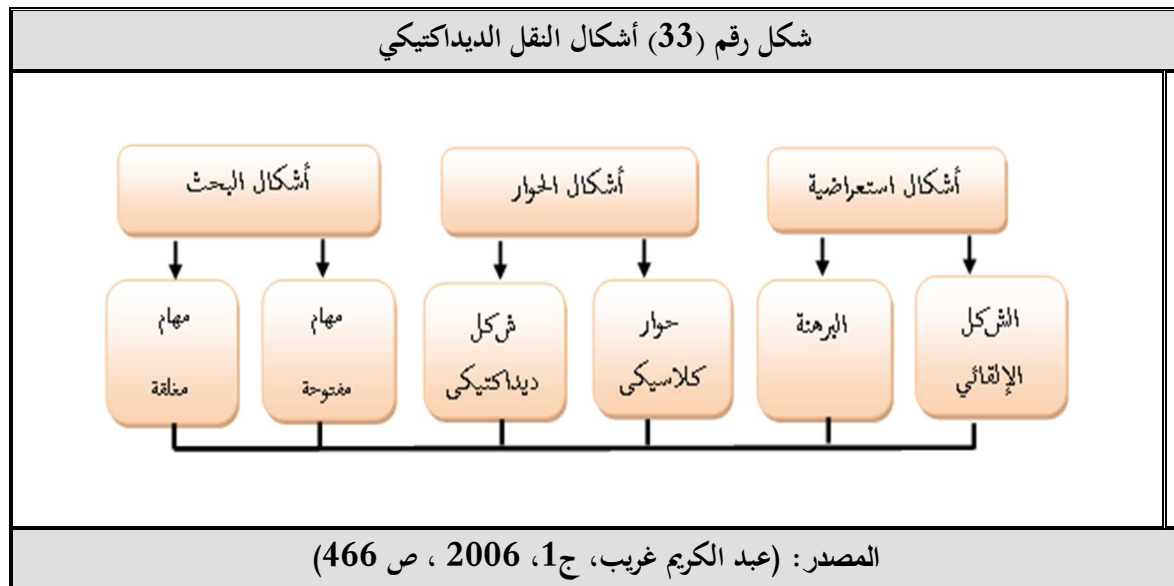 شكل رقم (33) أشكال النقل الديداكتيكي
أشكال استعراضية
أشكال الحوار
أشكال البحث
الشكل
الإلقائي
البرهنة
حوار
كلاسيكي
شكل
ديداكتيكي
مهام
مفتوحة
مهام
مغلقة
المصدر: (عبد الكريم غريب، ج1، 2006 ، ص 466)